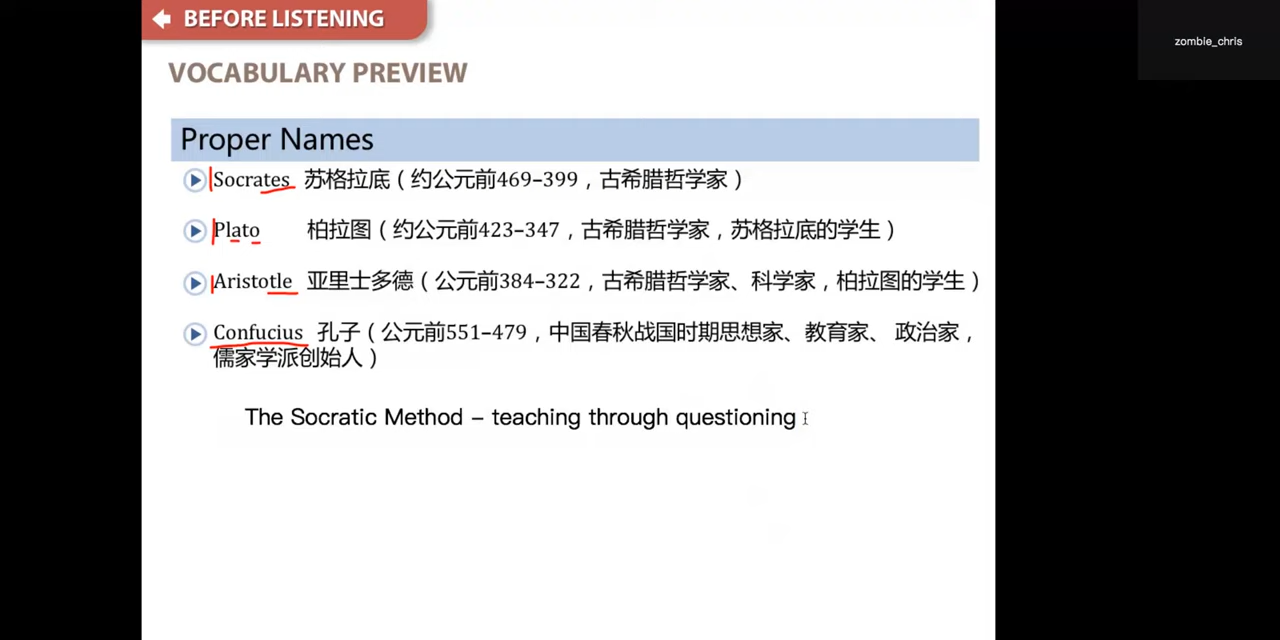 BEFORE LISTENING
zombie_chris
VOCABULARY PREVIEW
Proper Names
Socrates 苏格拉底（约公元前469–399，古希腊哲学家）
Plato 柏拉图（约公元前423–347，古希腊哲学家，苏格拉底的学生）
Aristotle 亚里士多德（公元前384–322，古希腊哲学家、科学家，柏拉图的学生）
Confucius 孔子（公元前551–479，中国春秋战国时期思想家、教育家、 政治家，
儒家学派创始人）
The Socratic Method – teaching through questioning